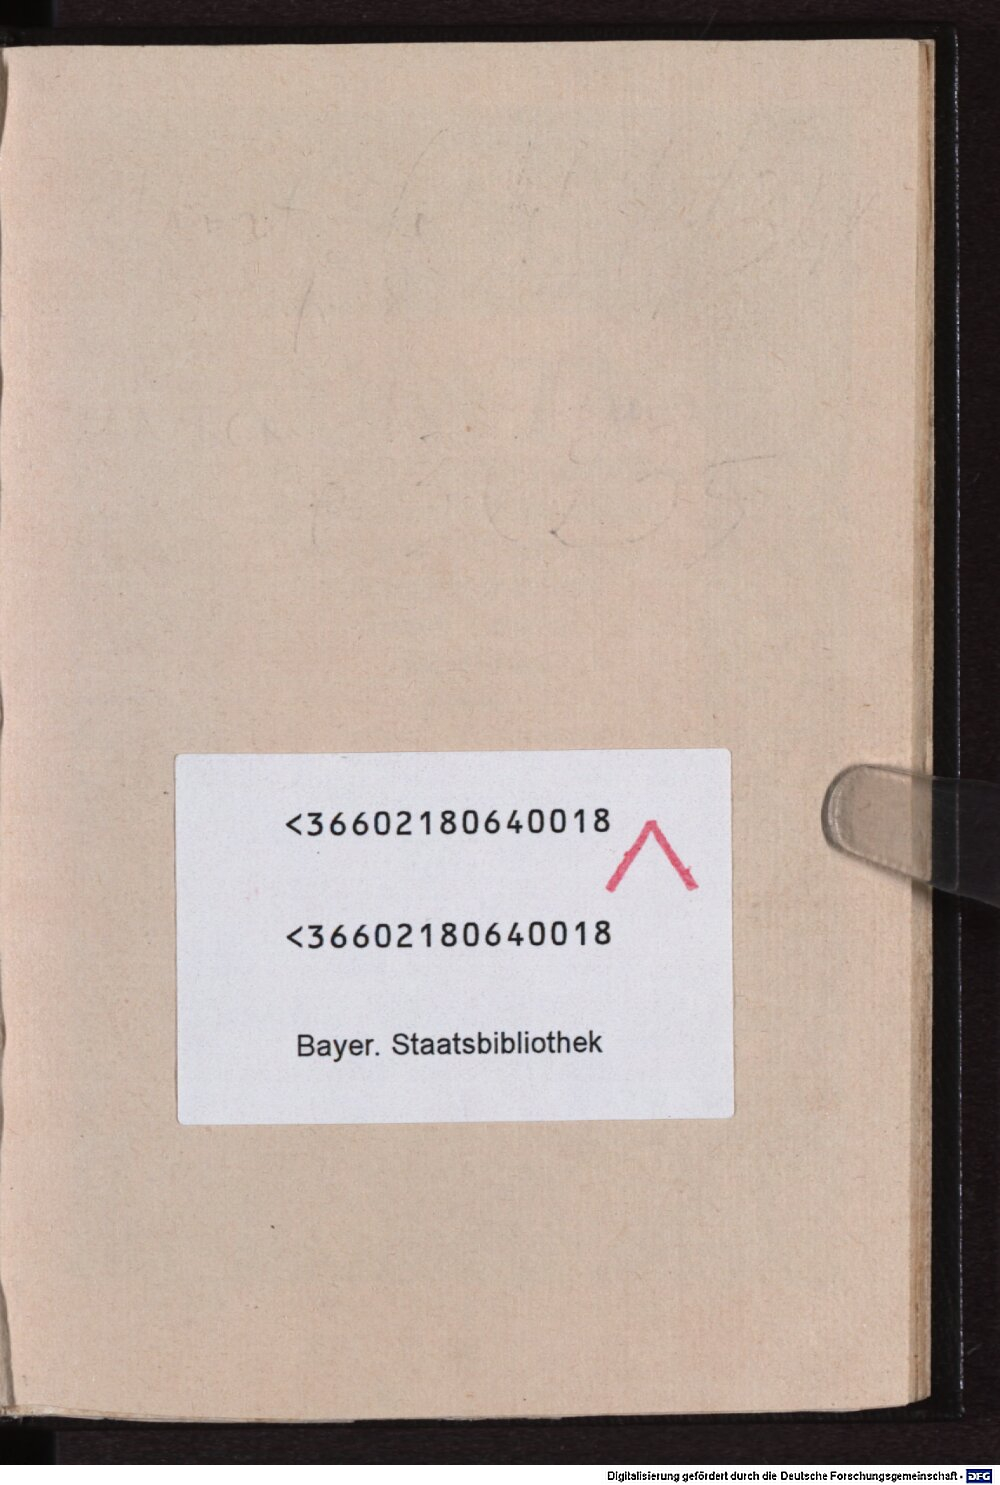 <36602180640018
<36602180640018
Bayer. Staatsbibliothek
Digitalisierung gefördert durch die Deutsche Forschungsgemeinschaft - DFG